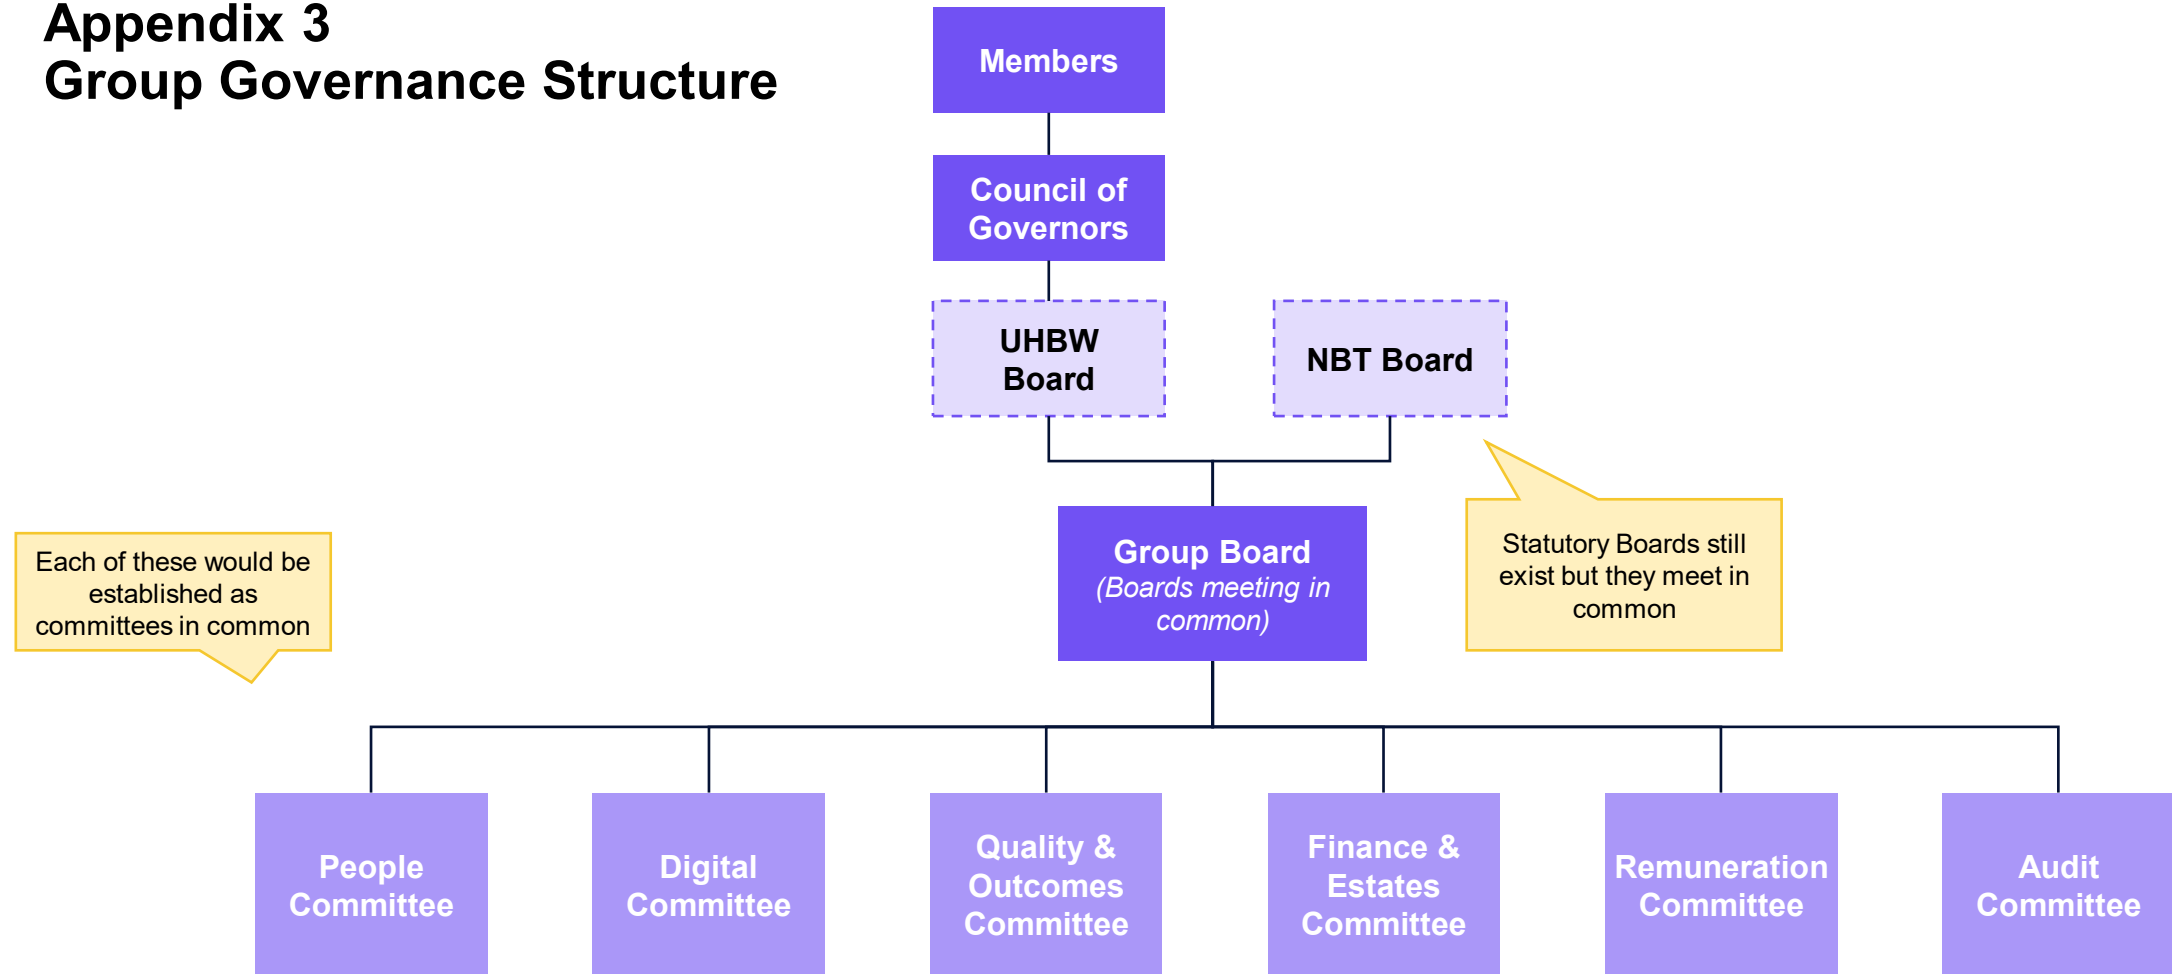 Appendix 3
Group Governance Structure
Members
Council of
Governors
UHBW
Board
NBT Board
Group Board
(Boards meeting in
common)
Statutory Boards still
exist but they meet in
common
Each of these would be
established as
committees in common
People
Committee
Digital
Committee
Quality &
Outcomes
Committee
Finance &
Estates
Committee
Remuneration
Committee
Audit
Committee